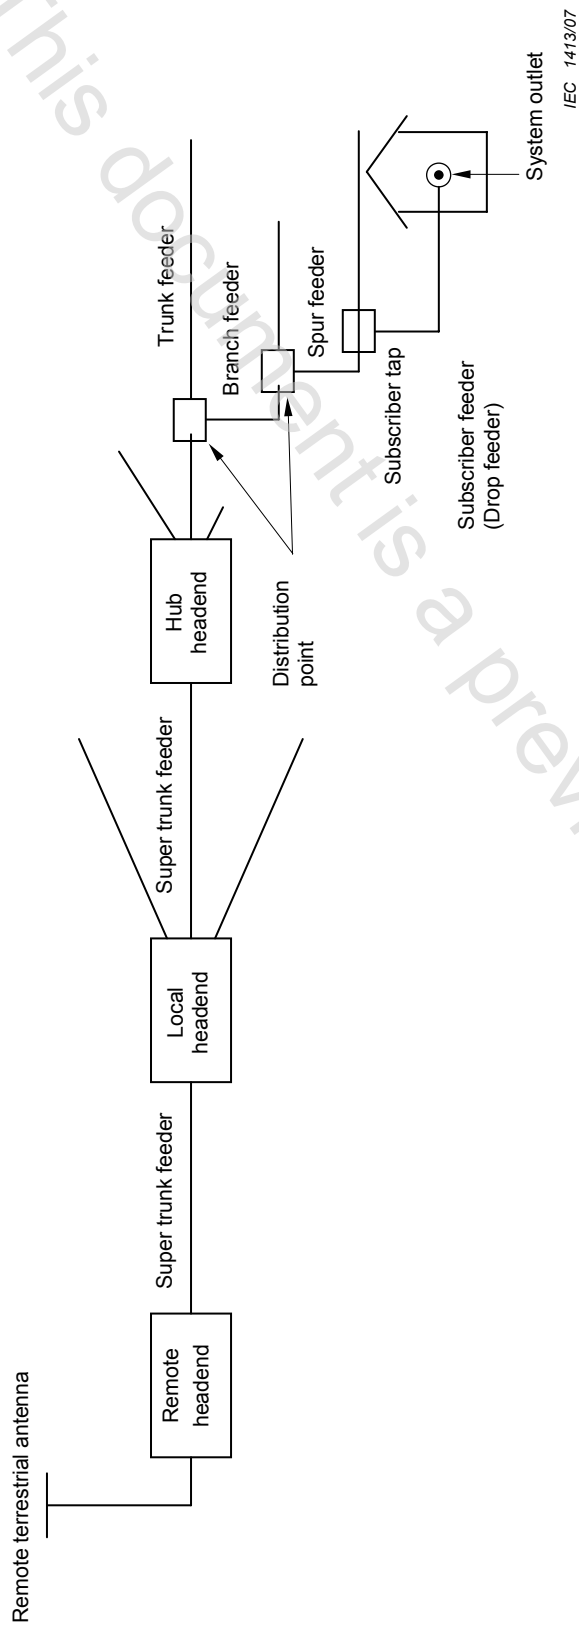 Remote terrestrial antenna
Remote
headend
Super trunk feeder
Local
headend
Super trunk feeder
Hub
headend
Distribution
point
Trunk feeder
Branch feeder
Spur feeder
Subscriber tap
Subscriber feeder
(Drop feeder)
System outlet
IEC 1413/07
This document is a